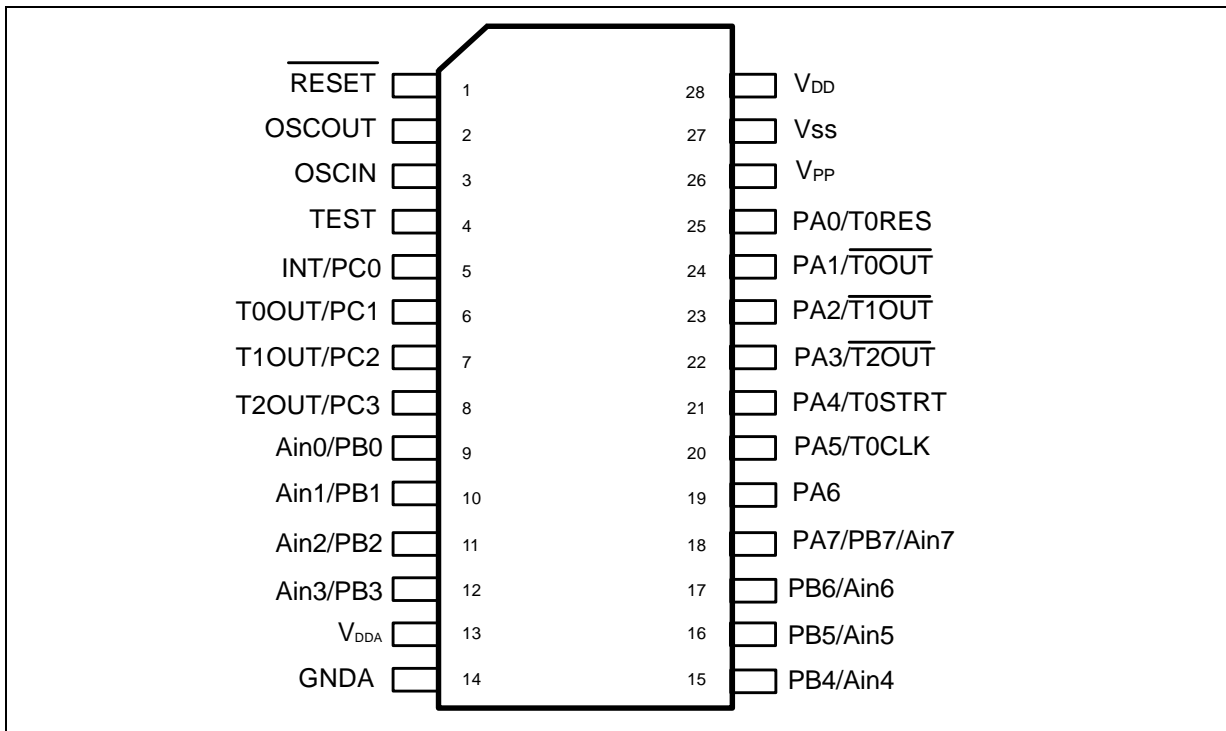 RESET 1 28 VDD
OSCOUT 2 27 Vss
OSCIN 3 26 VPP
TEST 4 25 PA0/T0RES
INT/PC0 5 24 PA1/T0OUT
T0OUT/PC1 6 23 PA2/T1OUT
T1OUT/PC2 7 22 PA3/T2OUT
T2OUT/PC3 8 21 PA4/T0STRT
Ain0/PB0 9 20 PA5/T0CLK
Ain1/PB1 10 19 PA6
Ain2/PB2 11 18 PA7/PB7/Ain7
Ain3/PB3 12 17 PB6/Ain6
VDDA 13 16 PB5/Ain5
GNDA 14 15 PB4/Ain4